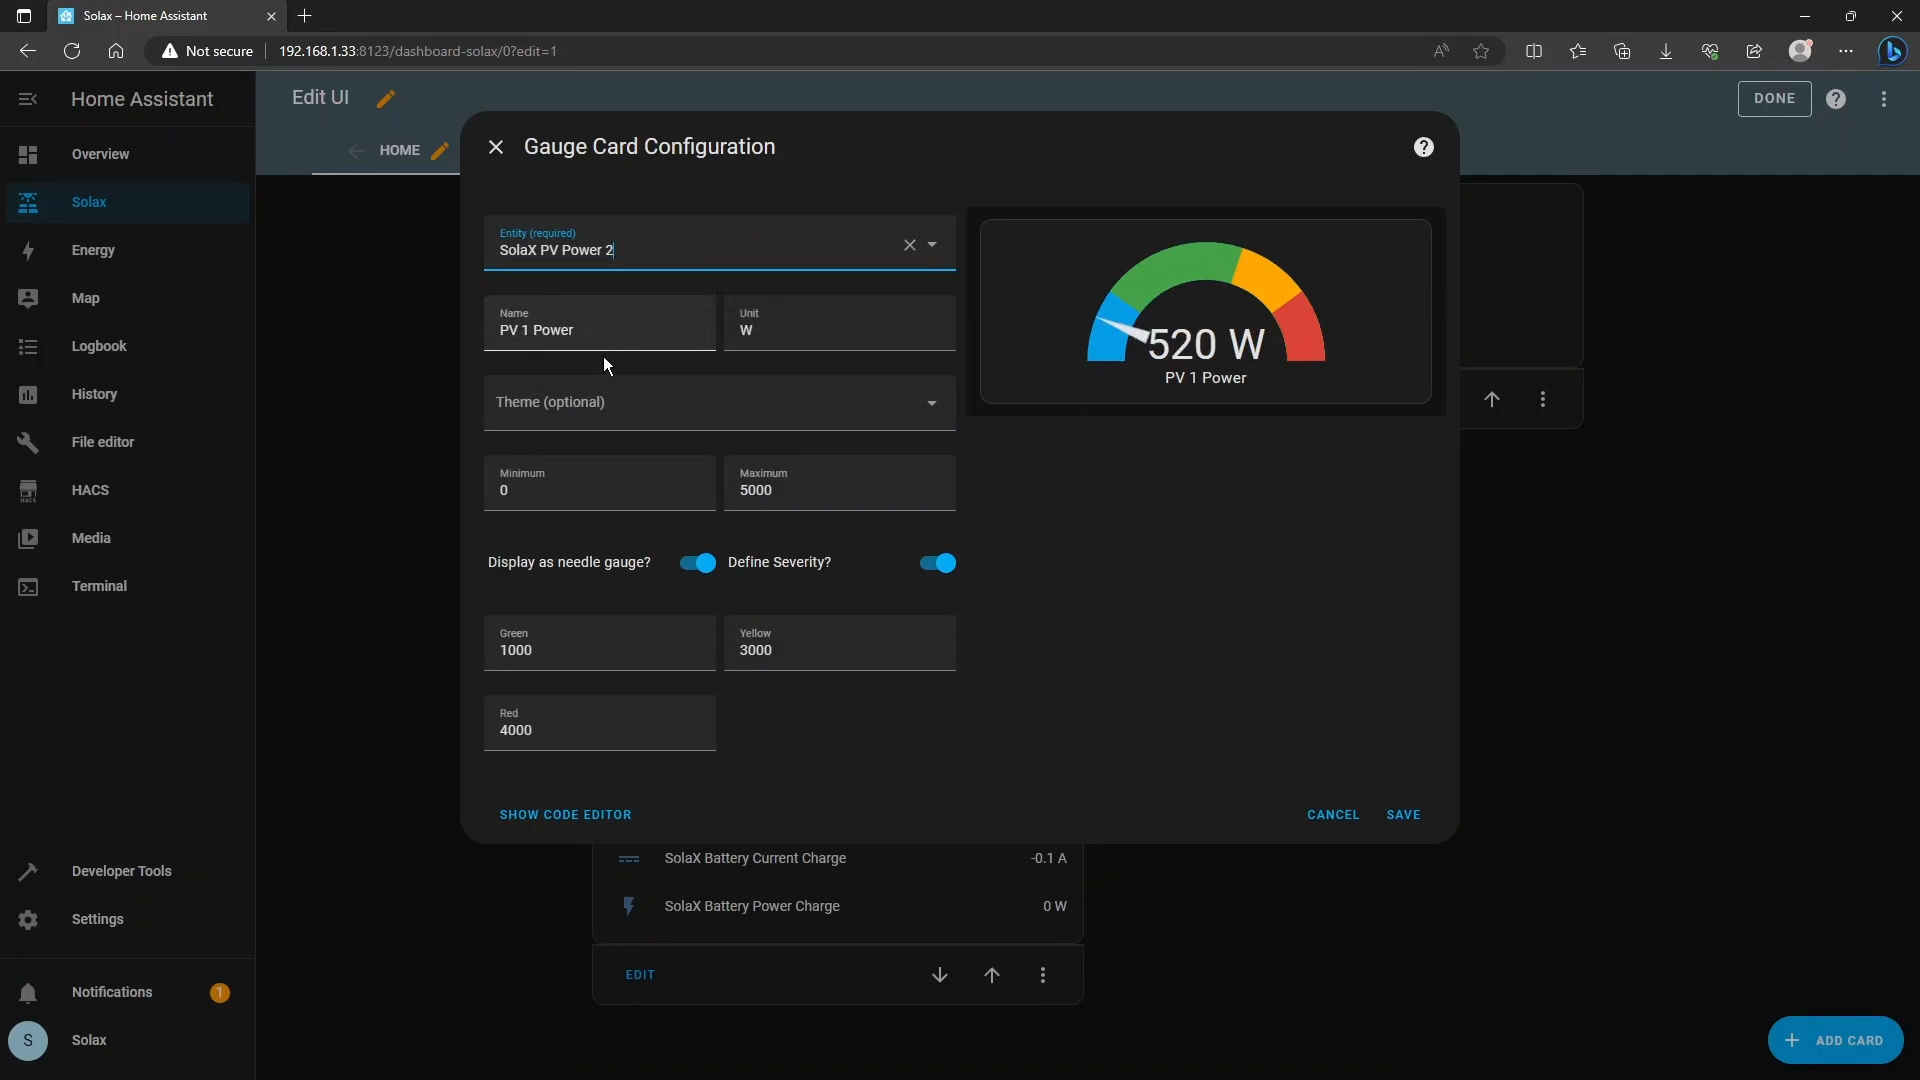 Solax – Home Assistant
Not secure
192.168.1.33:8123/dashboard-solax/0?edit=1
Home Assistant
Edit UI
DONE
HOME
Overview
Solax
Energy
Map
Logbook
History
File editor
HACS
Media
Terminal
Developer Tools
Settings
Notifications
1
S
Solax
Gauge Card Configuration
Entity (required)
SolaX PV Power 2
Name
PV 1 Power
Unit
W
Theme (optional)
Minimum
0
Maximum
5000
Display as needle gauge?
Define Severity?
Green
1000
Yellow
3000
Red
4000
520 W
PV 1 Power
SHOW CODE EDITOR
CANCEL
SAVE
SolaX Battery Current Charge
-0.1 A
SolaX Battery Power Charge
0 W
EDIT
ADD CARD